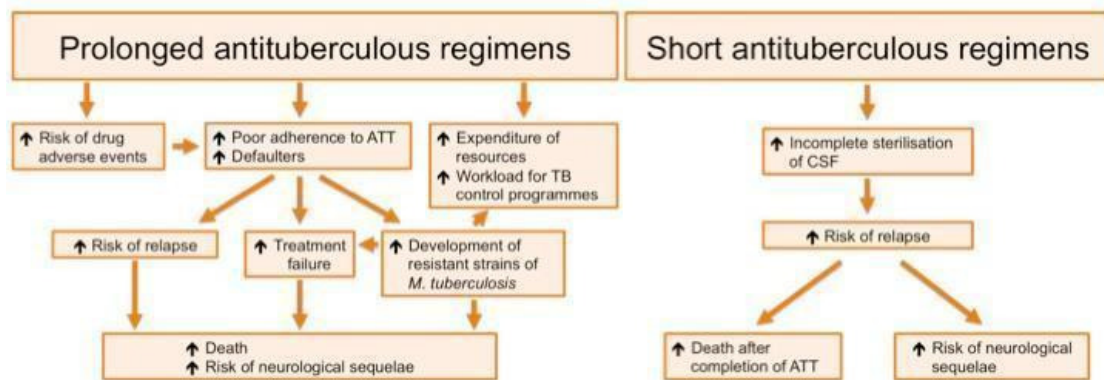 Prolonged antituberculous regimens
Short antituberculous regimens
↑ Risk of drug
adverse events
↑ Poor adherence to ATT
↑ Defaulters
↑ Expenditure of
resources
↑ Workload for TB
control programmes
↑ Incomplete sterilisation
of CSF
↑ Risk of relapse
↑ Treatment
failure
↑ Development of
resistant strains of
M. tuberculosis
↑ Risk of relapse
↑ Death
↑ Risk of neurological sequelae
↑ Death after
completion of ATT
↑ Risk of neurological
sequelae